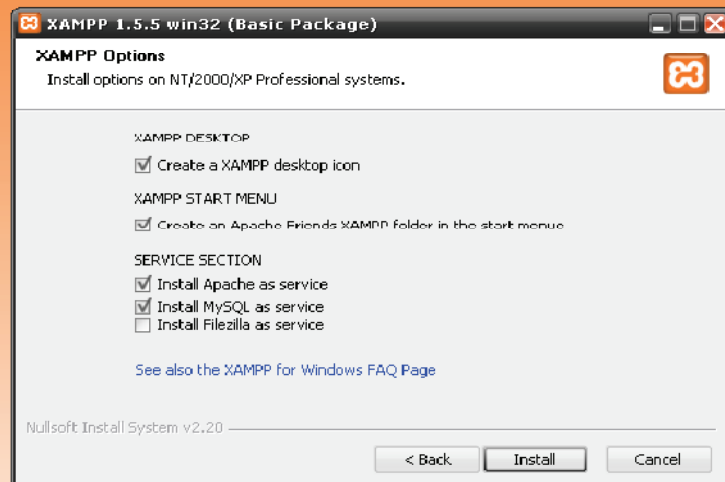 XAMPP 1.5.5 win32 (Basic Package)
XAMPP Options
Install options on NT/2000/XP Professional systems.
XAMPP DESKTOP
Create a XAMPP desktop icon
XAMPP START MENU
Create an Apache Friends XAMPP folder in the start menue
SERVICE SECTION
Install Apache as service
Install MySQL as service
Install Filezilla as service
See also the XAMPP for Windows FAQ Page
Nullsoft Install System v2.20
< Back Install Cancel